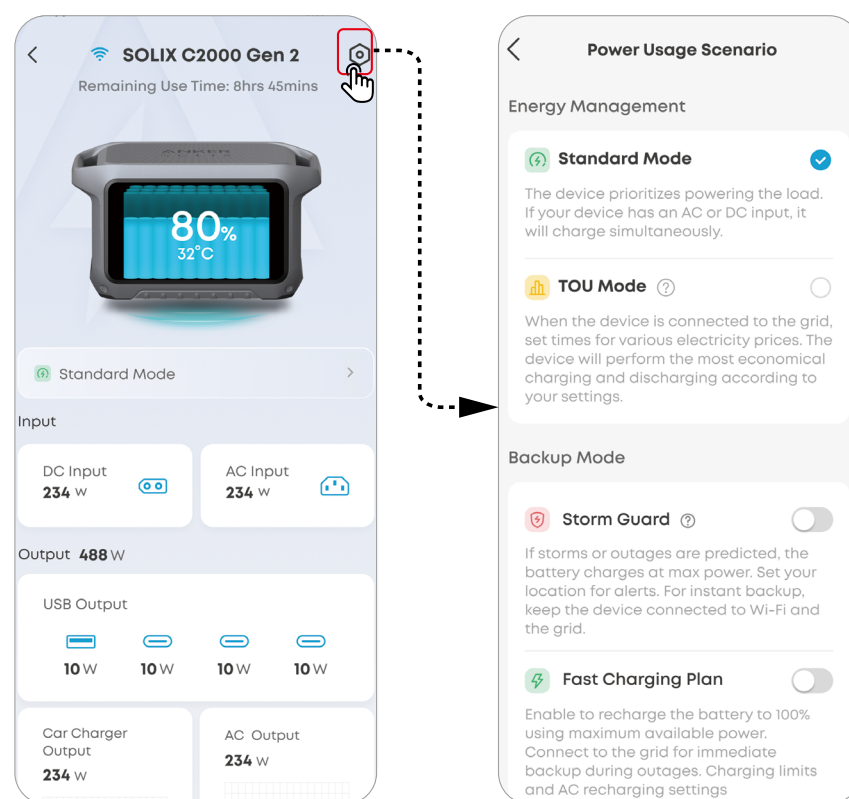 SOLIX C2000 Gen 2
Remaining Use Time: 8hrs 45mins
ANKER
80%
32°C
Standard Mode
Input
DC Input
234 W
AC Input
234 W
Output 488 W
USB Output
10 W
10 W
10 W
10 W
Car Charger
Output
234 W
AC Output
234 W
Power Usage Scenario
Energy Management
Standard Mode
The device prioritizes powering the load.
If your device has an AC or DC input, it
will charge simultaneously.
TOU Mode ?
When the device is connected to the grid,
set times for various electricity prices. The
device will perform the most economical
charging and discharging according to
your settings.
Backup Mode
Storm Guard ?
If storms or outages are predicted, the
battery charges at max power. Set your
location for alerts. For instant backup,
keep the device connected to Wi-Fi and
the grid.
Fast Charging Plan
Enable to recharge the battery to 100%
using maximum available power.
Connect to the grid for immediate
backup during outages. Charging limits
and AC recharging settings